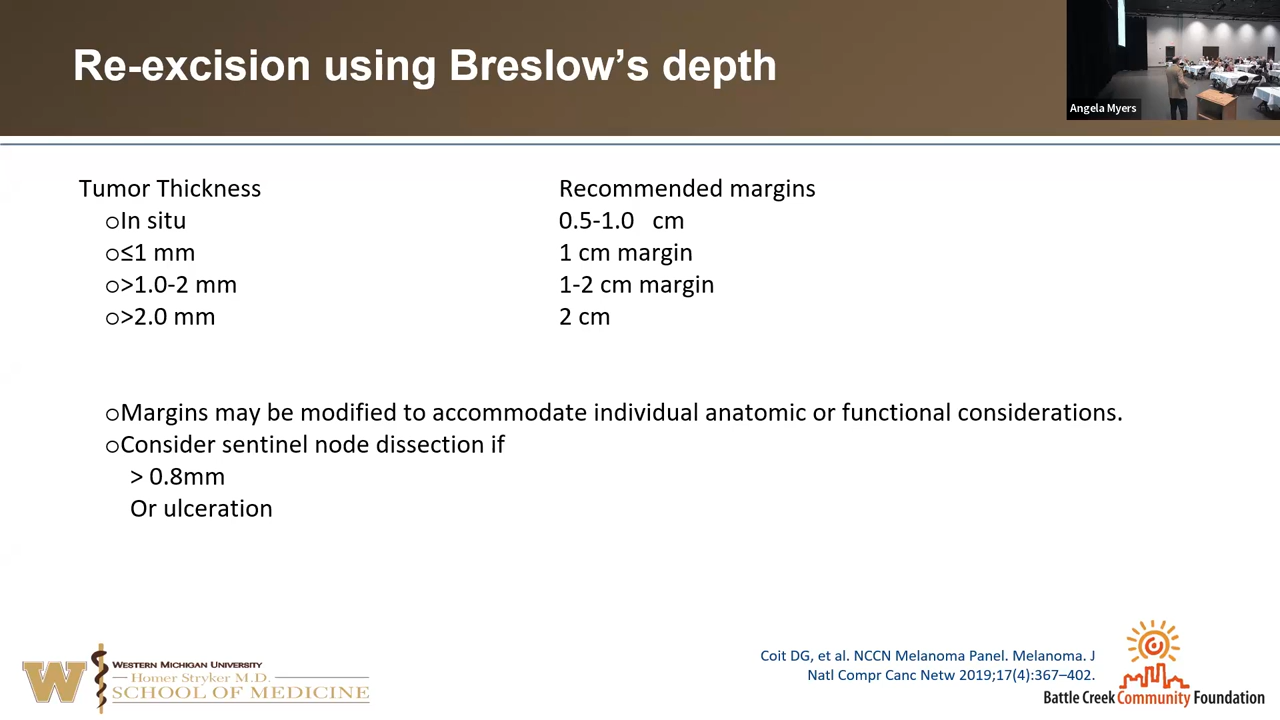 Re-excision using Breslow's depth
Angela Myers
Tumor Thickness
Recommended margins
oIn situ
0.5-1.0 cm
o≤1 mm
1 cm margin
o>1.0-2 mm
1-2 cm margin
o>2.0 mm
2 cm
oMargins may be modified to accommodate individual anatomic or functional considerations.
oConsider sentinel node dissection if
> 0.8mm
Or ulceration
W
WESTERN MICHIGAN UNIVERSITY
Homer Stryker M.D.
SCHOOL OF MEDICINE
Coit DG, et al. NCCN Melanoma Panel. Melanoma. J
Natl Compr Canc Netw 2019;17(4):367–402.
Battle Creek Community Foundation